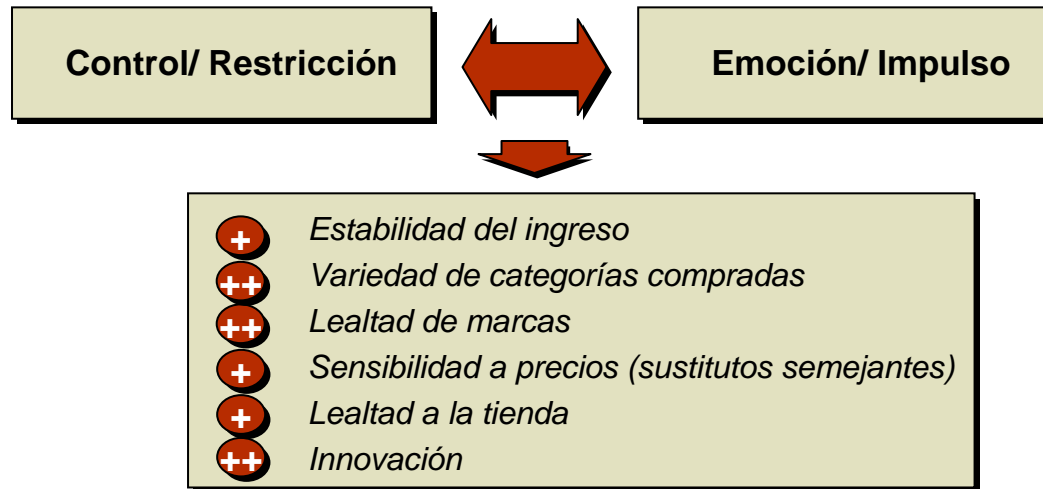 Control/ Restricción
Emoción/ Impulso
+ Estabilidad del ingreso
++ Variedad de categorías compradas
++ Lealtad de marcas
+ Sensibilidad a precios (sustitutos semejantes)
+ Lealtad a la tienda
++ Innovación